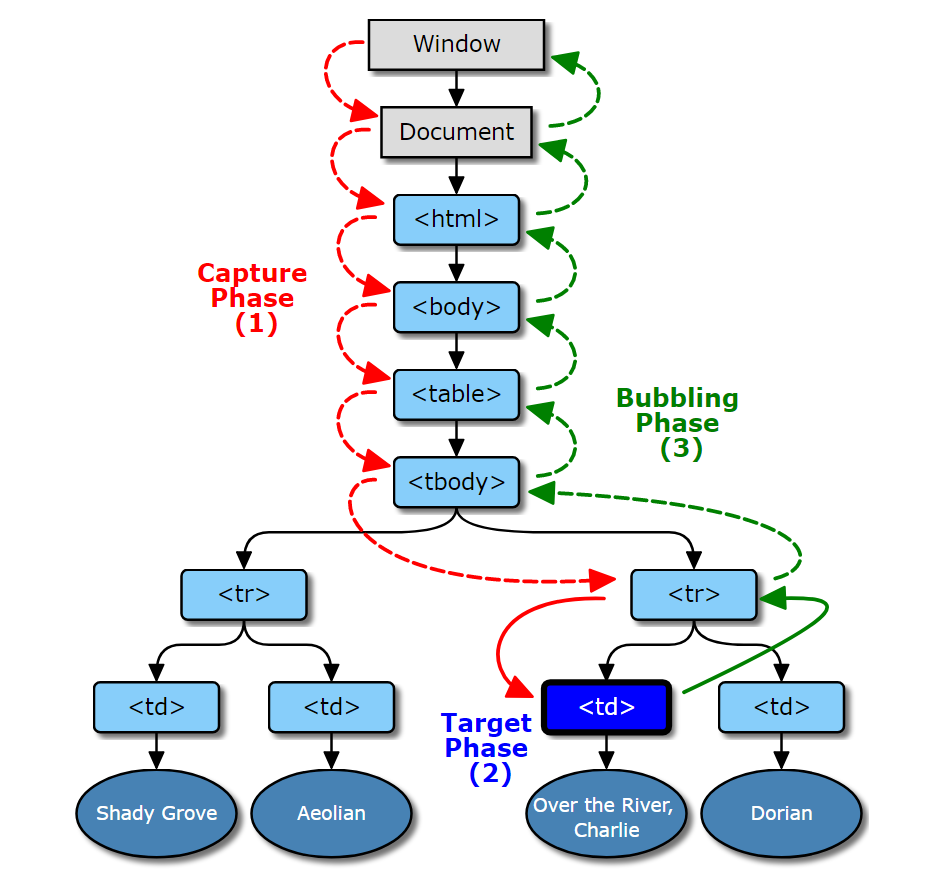 Window
Document
<html>
Capture
Phase
(1)
<body>
<table>
Bubbling
Phase
(3)
<tbody>
<tr>
<tr>
<td>
<td>
<td>
<td>
Target
Phase
(2)
Shady Grove
Aeolian
Over the River,
Charlie
Dorian